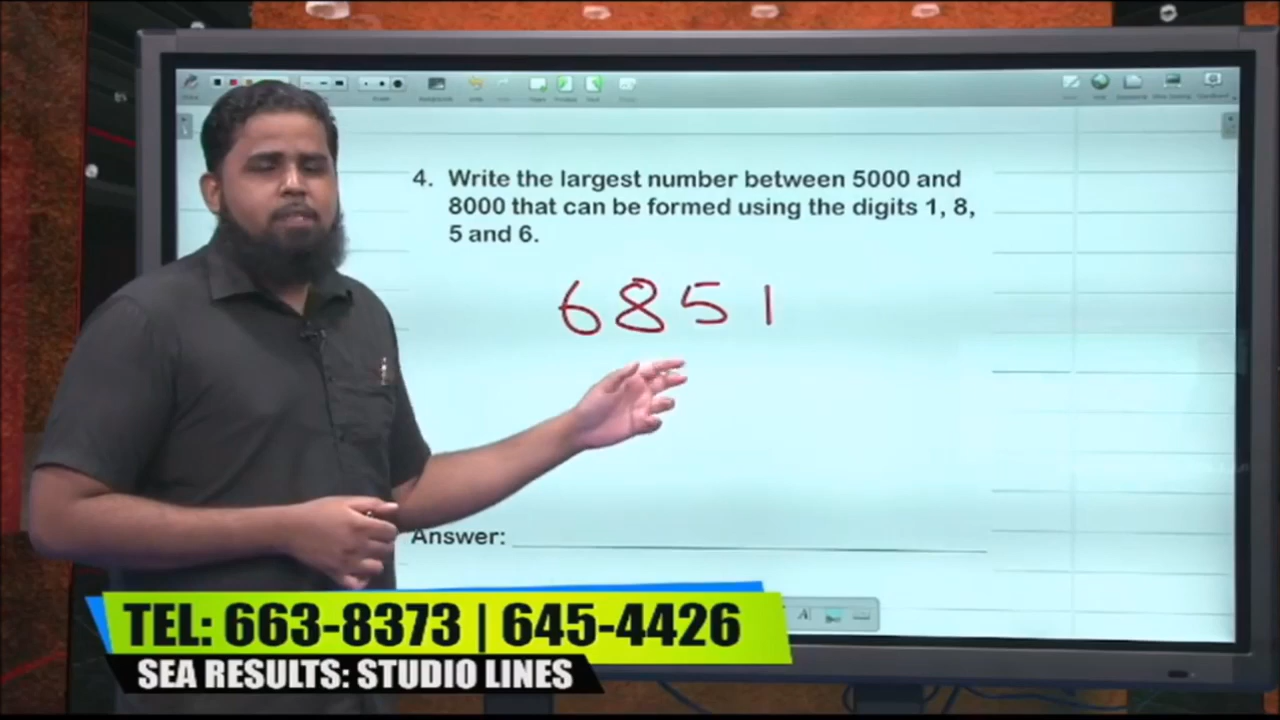 4. Write the largest number between 5000 and
8000 that can be formed using the digits 1, 8,
5 and 6.
6851
Answer:
TEL: 663-8373 | 645-4426
SEA RESULTS: STUDIO LINES